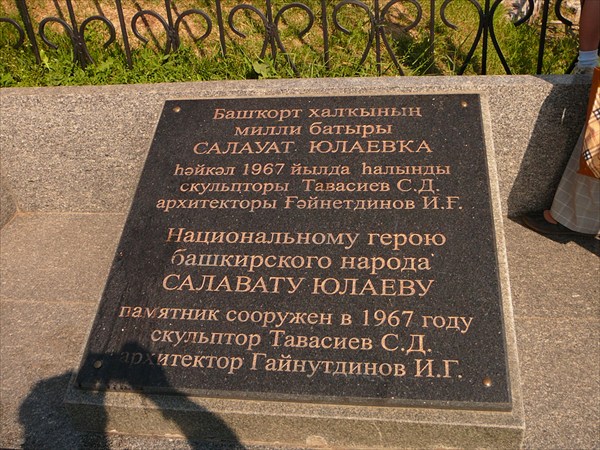 Башҡорт халҡының
милли батыры
САЛАУАТ ЮЛАЕВҠА
һәйкәл 1967 йылда һалынды
скульпторы Тавасиев С.Д.
архитекторы Ғәйнетдинов И.Ғ.
Национальному герою
башкирского народа
САЛАВАТУ ЮЛАЕВУ
памятник сооружен в 1967 году
скульптор Тавасиев С.Д.
архитектор Гайнутдинов И.Г.